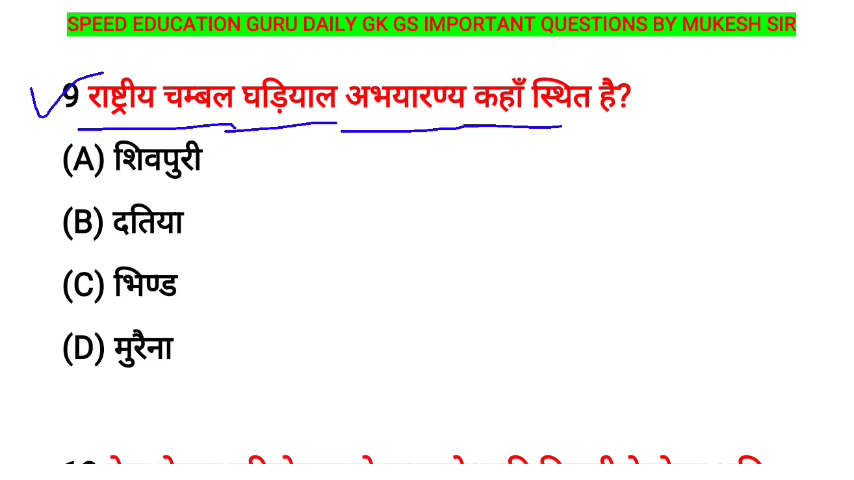 SPEED EDUCATION GURU DAILY GK GS IMPORTANT QUESTIONS BY MUKESH SIR
9 राष्ट्रीय चम्बल घड़ियाल अभयारण्य कहाँ स्थित है?
(A) शिवपुरी
(B) दतिया
(C) भिण्ड
(D) मुरैना